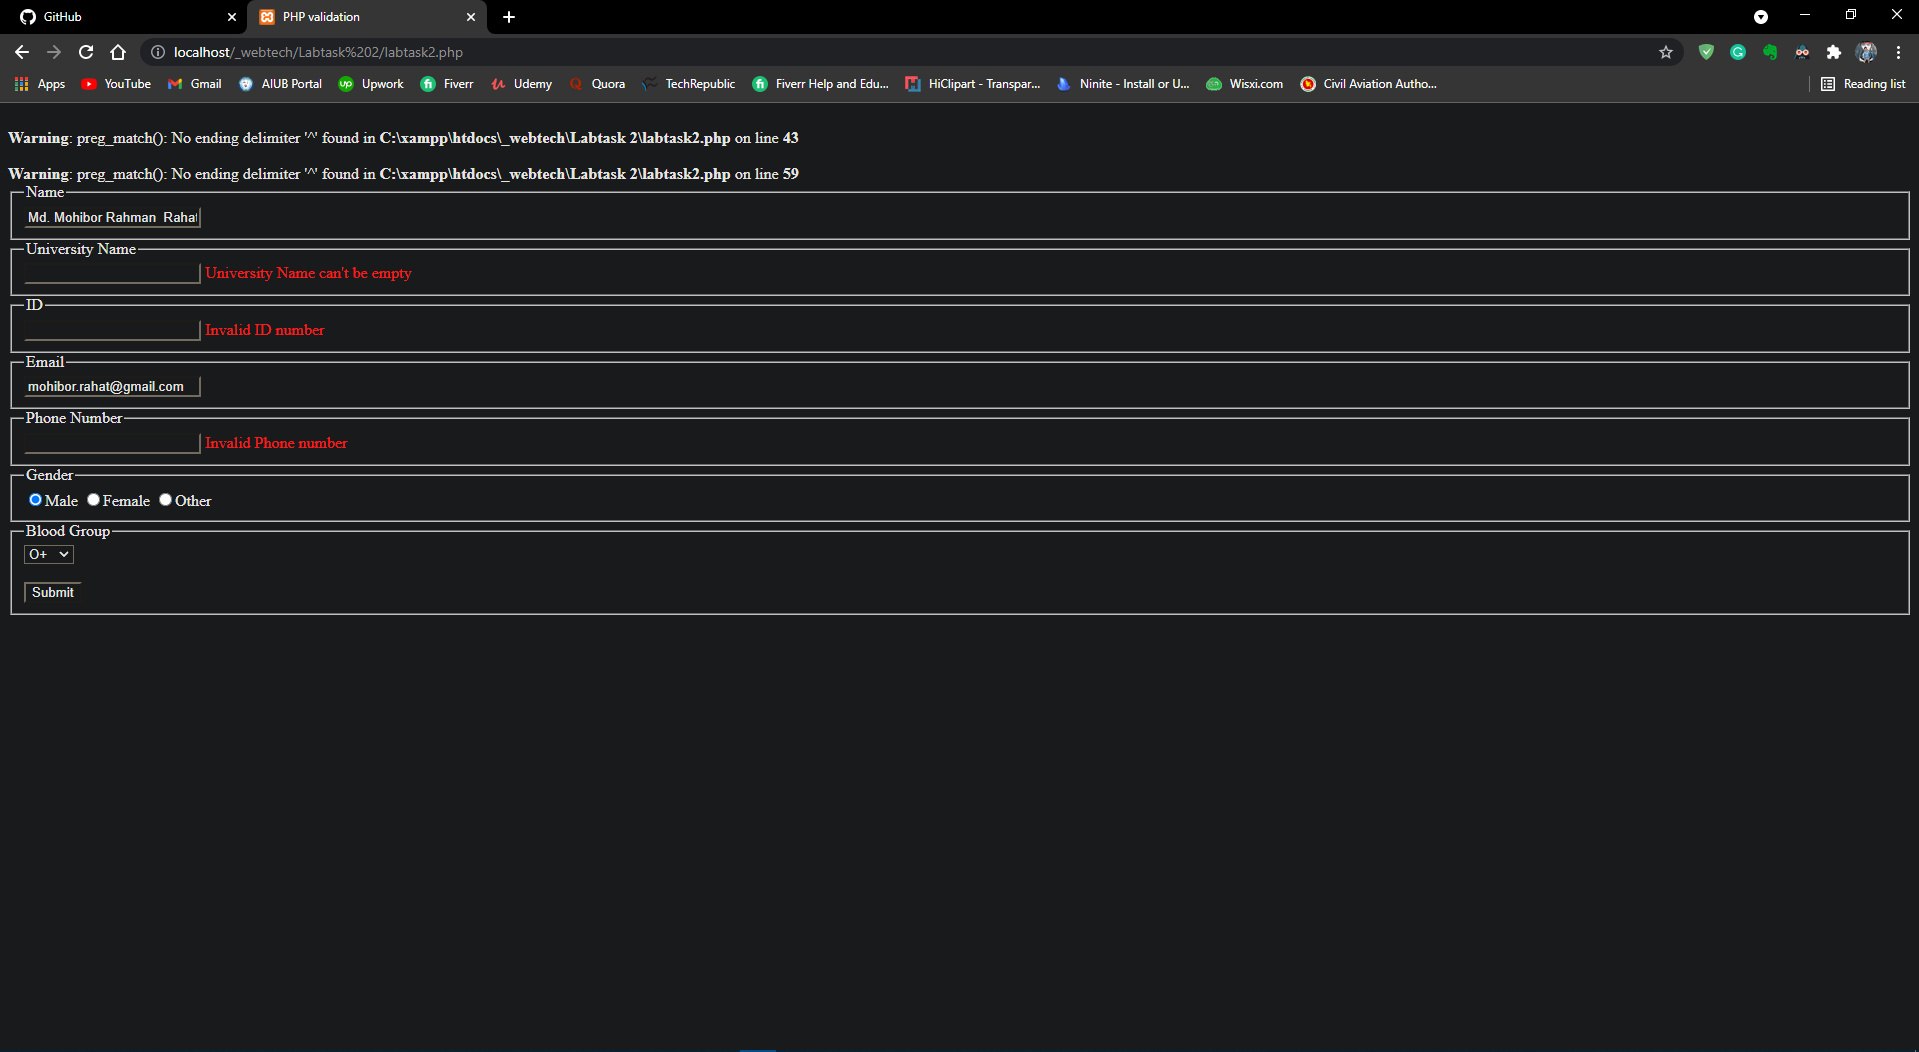 GitHub
PHP validation
localhost/_webtech/Labtask%202/labtask2.php
Apps YouTube Gmail AIUB Portal Upwork Fiverr Udemy Quora TechRepublic Fiverr Help and Edu... HiClipart - Transpar... Ninite - Install or U... Wisxi.com Civil Aviation Autho... Reading list
Warning: preg_match(): No ending delimiter '^' found in C:\xampp\htdocs\_webtech\Labtask 2\labtask2.php on line 43
Warning: preg_match(): No ending delimiter '^' found in C:\xampp\htdocs\_webtech\Labtask 2\labtask2.php on line 59
Name
Md. Mohibor Rahman  Rahat
University Name
University Name can't be empty
ID
Invalid ID number
Email
mohibor.rahat@gmail.com
Phone Number
Invalid Phone number
Gender
Male Female Other
Blood Group
O+
Submit